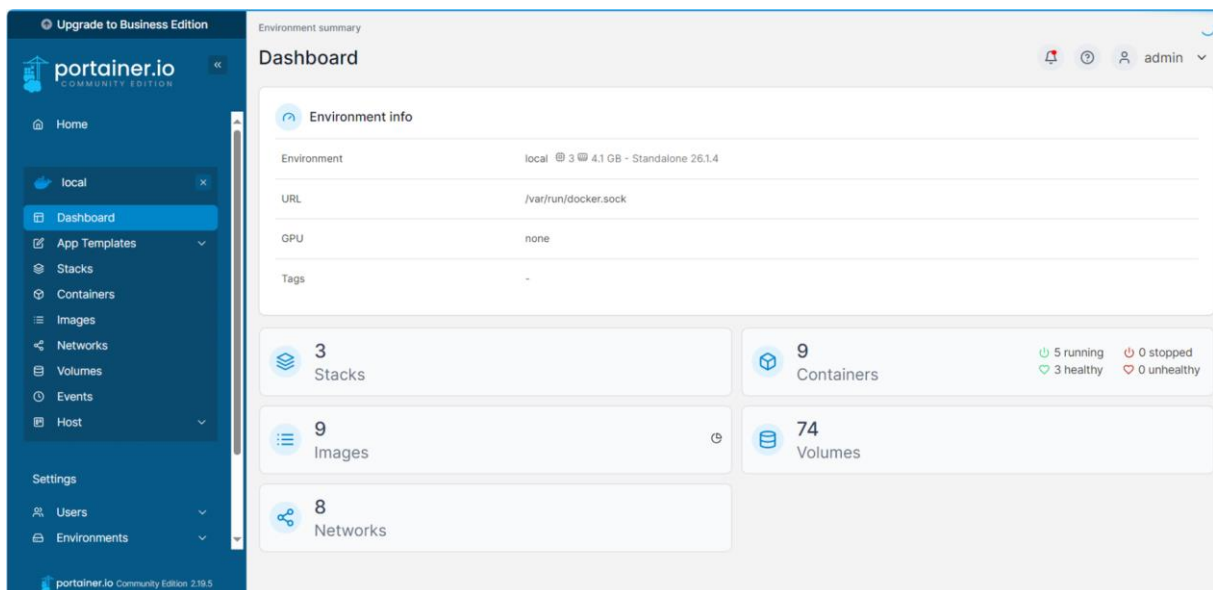 Upgrade to Business Edition
portainer.io
COMMUNITY EDITION
Home
local
Dashboard
App Templates
Stacks
Containers
Images
Networks
Volumes
Events
Host
Settings
Users
Environments
portainer.io Community Edition 2.19.5
Environment summary
Dashboard
admin
Environment info
Environment local 3 4.1 GB - Standalone 26.1.4
URL /var/run/docker.sock
GPU none
Tags -
3
Stacks
9
Containers
5 running 0 stopped
3 healthy 0 unhealthy
9
Images
74
Volumes
8
Networks